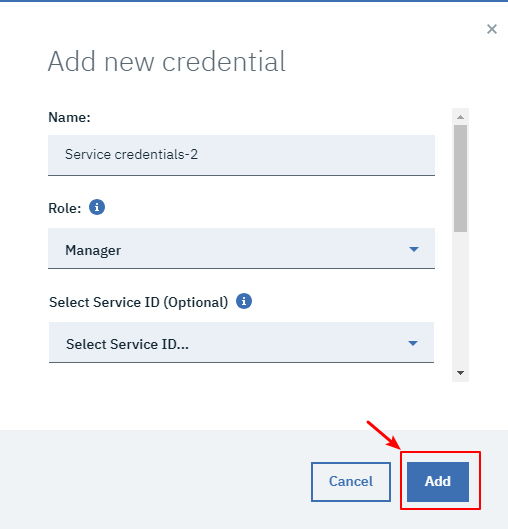 Add new credential
Name:
Service credentials-2
Role:
Manager
Select Service ID (Optional)
Select Service ID...
Cancel
Add